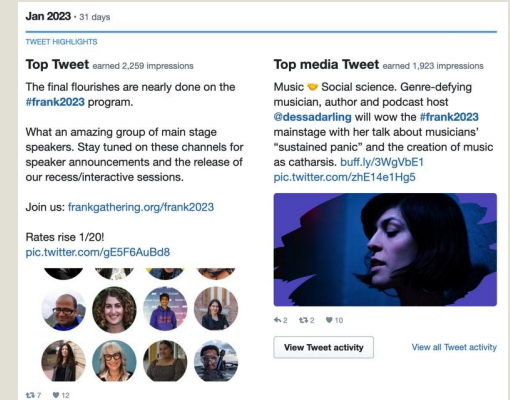 Jan 2023 · 31 days
TWEET HIGHLIGHTS
Top Tweet earned 2,259 impressions
The final flourishes are nearly done on the
#frank2023 program.
What an amazing group of main stage
speakers. Stay tuned on these channels for
speaker announcements and the release of
our recess/interactive sessions.
Join us: frankgathering.org/frank2023
Rates rise 1/20!
pic.twitter.com/gE5F6AuBd8
7 12
Top media Tweet earned 1,923 impressions
Music 🤝 Social science. Genre-defying
musician, author and podcast host
@dessadarling will wow the #frank2023
mainstage with her talk about musicians'
"sustained panic" and the creation of music
as catharsis. buff.ly/3WgVbE1
pic.twitter.com/zhE14e1Hg5
2 2 10
View Tweet activity
View all Tweet activity